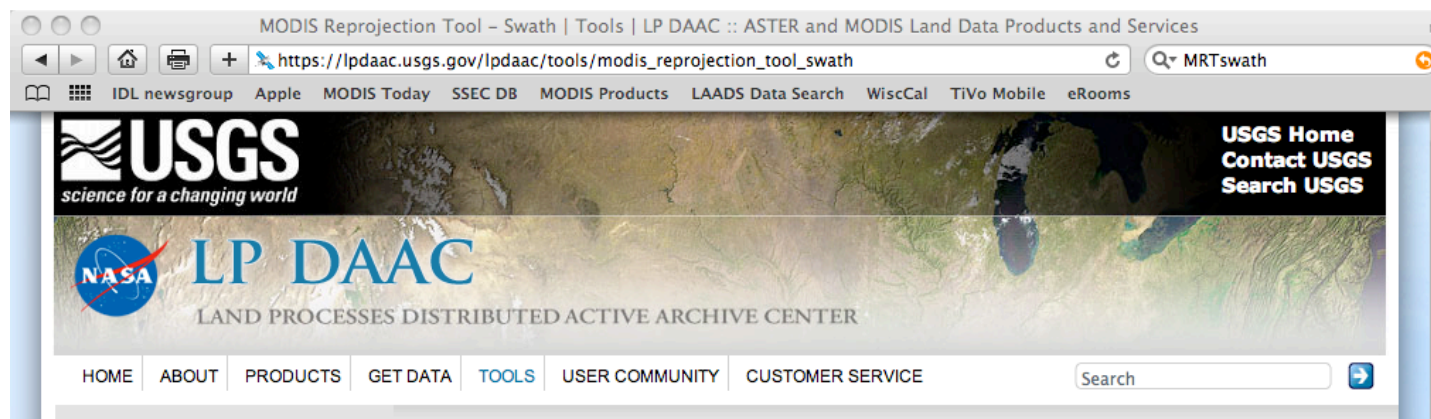 MODIS Reprojection Tool – Swath | Tools | LP DAAC :: ASTER and MODIS Land Data Products and Services
https://lpdaac.usgs.gov/lpdaac/tools/modis_reprojection_tool_swath MRTswath
IDL newsgroup Apple MODIS Today SSEC DB MODIS Products LAADS Data Search WiscCal TiVo Mobile eRooms
USGS
science for a changing world
USGS Home
Contact USGS
Search USGS
NASA
LP DAAC
LAND PROCESSES DISTRIBUTED ACTIVE ARCHIVE CENTER
HOME ABOUT PRODUCTS GET DATA TOOLS USER COMMUNITY CUSTOMER SERVICE Search